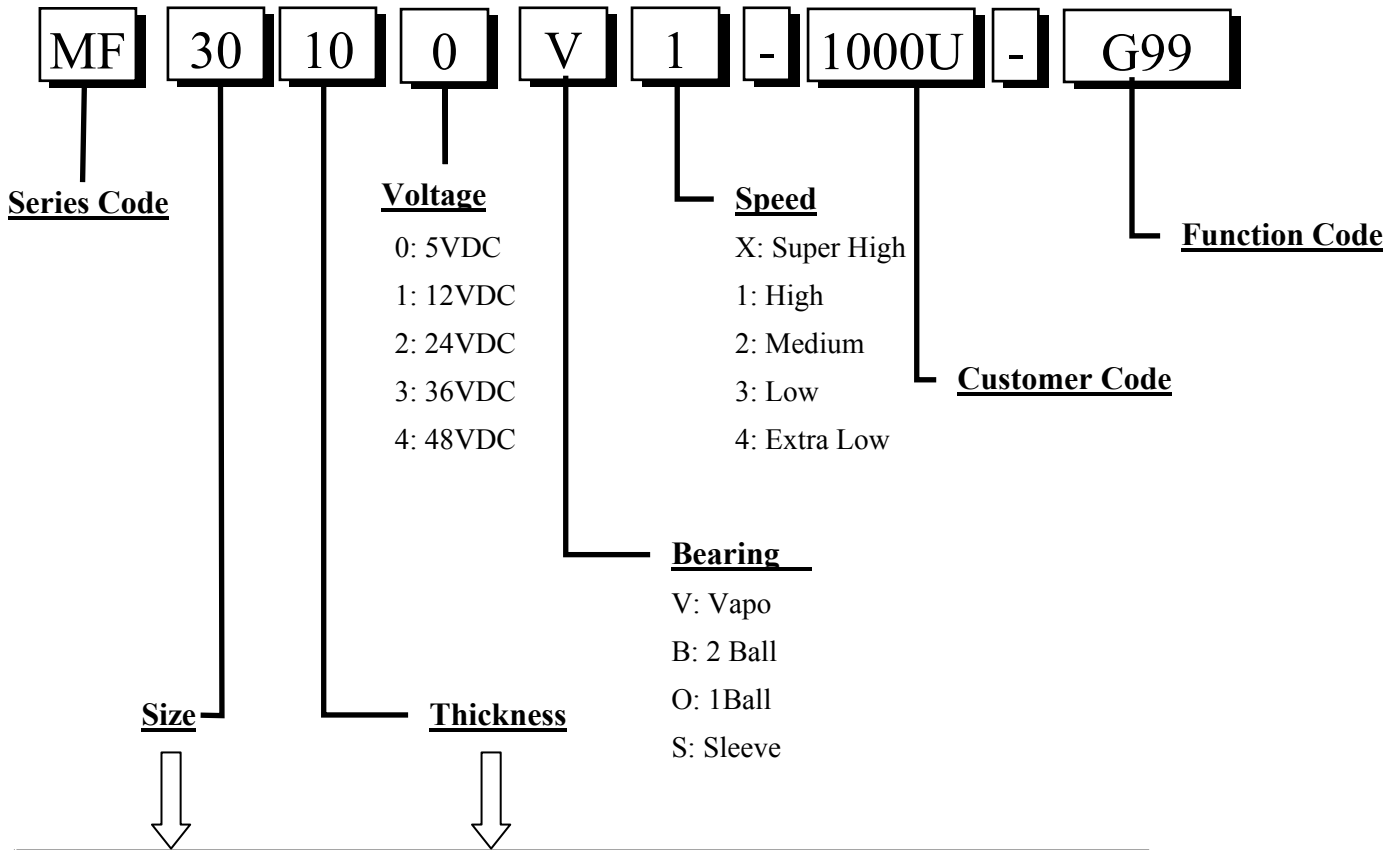 MF 30 10 0 V 1 - 1000U - G99
Series Code
Voltage
0: 5VDC
1: 12VDC
2: 24VDC
3: 36VDC
4: 48VDC
Speed
X: Super High
1: High
2: Medium
3: Low
4: Extra Low
Function Code
Customer Code
Bearing
V: Vapo
B: 2 Ball
O: 1Ball
S: Sleeve
Size
Thickness